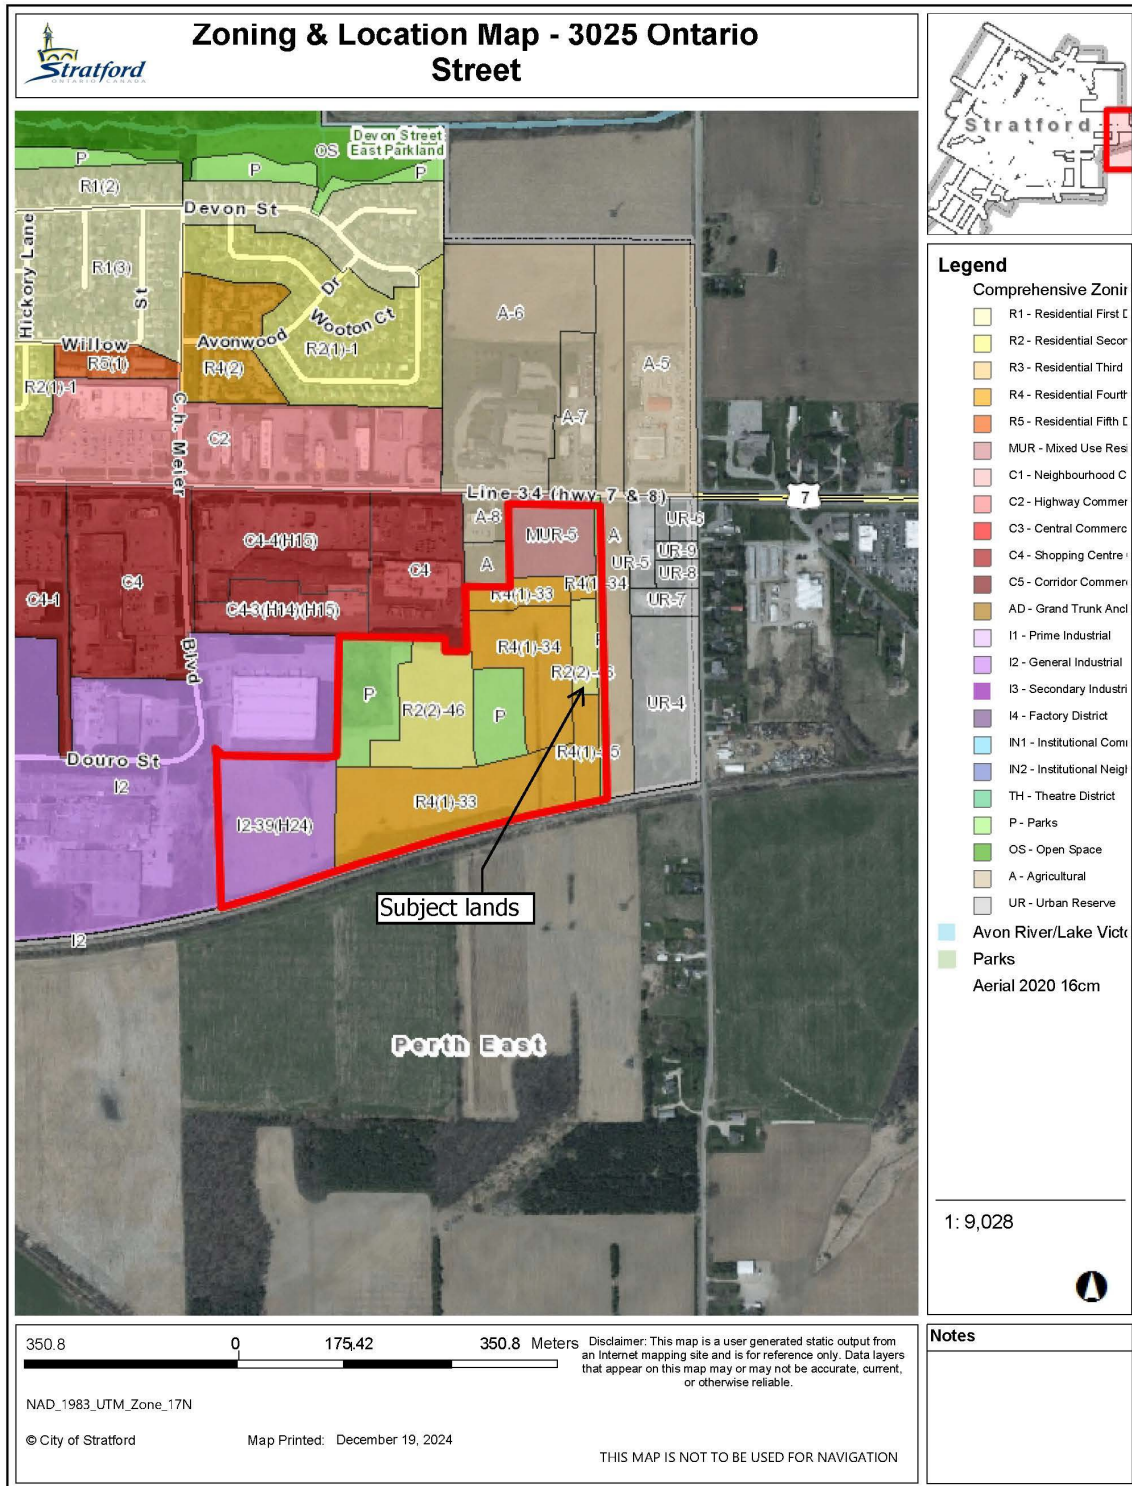 Stratford
ONTARIO CANADA
Zoning & Location Map - 3025 Ontario
Street
Stratford
Devon Street
OS East Parkland
P
P
P
R1(2)
Devon St
Hickory Lane
R1(3)
St
Dr
Wooton Ct
Willow
Avonwood
R2(1)-1
R5(1)
R4(2)
R2(1)-1
C.h. Meier
C2
A-6
A-5
A-7
Line 34 (hwy 7 & 8)
7
A-8
MUR-5
A
UR-6
C4-4(H15)
UR-5
UR-9
C4
C4
A
UR-8
R4(1)-33
R4(1)-34
C4-1
C4-3(H14)(H15)
UR-7
R4(1)-34
P
Blvd
R2(2)-46
P
R2(2)-46
P
UR-4
Douro St
R4(1)-
I2
R4(1)-33
I2-39(H24)
Subject lands
I2
Perth East
Legend
Comprehensive Zonin
R1 - Residential First D
R2 - Residential Secon
R3 - Residential Third
R4 - Residential Fourth
R5 - Residential Fifth D
MUR - Mixed Use Resi
C1 - Neighbourhood C
C2 - Highway Commer
C3 - Central Commerc
C4 - Shopping Centre
C5 - Corridor Commer
AD - Grand Trunk Anci
I1 - Prime Industrial
I2 - General Industrial
I3 - Secondary Industri
I4 - Factory District
IN1 - Institutional Comm
IN2 - Institutional Neigh
TH - Theatre District
P - Parks
OS - Open Space
A - Agricultural
UR - Urban Reserve
Avon River/Lake Victo
Parks
Aerial 2020 16cm
1: 9,028
350.8 0 175.42 350.8 Meters
Disclaimer: This map is a user generated static output from
an Internet mapping site and is for reference only. Data layers
that appear on this map may or may not be accurate, current,
or otherwise reliable.
NAD_1983_UTM_Zone_17N
© City of Stratford Map Printed: December 19, 2024
THIS MAP IS NOT TO BE USED FOR NAVIGATION
Notes